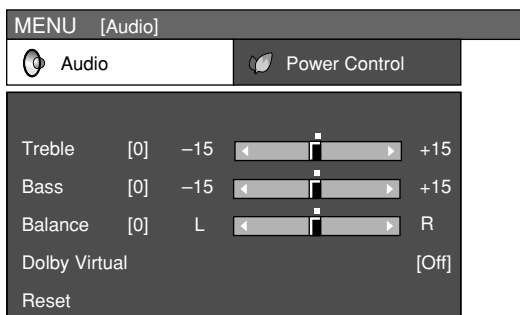 MENU [Audio]
Audio Power Control
Treble [0] –15 +15
Bass [0] –15 +15
Balance [0] L R
Dolby Virtual [Off]
Reset